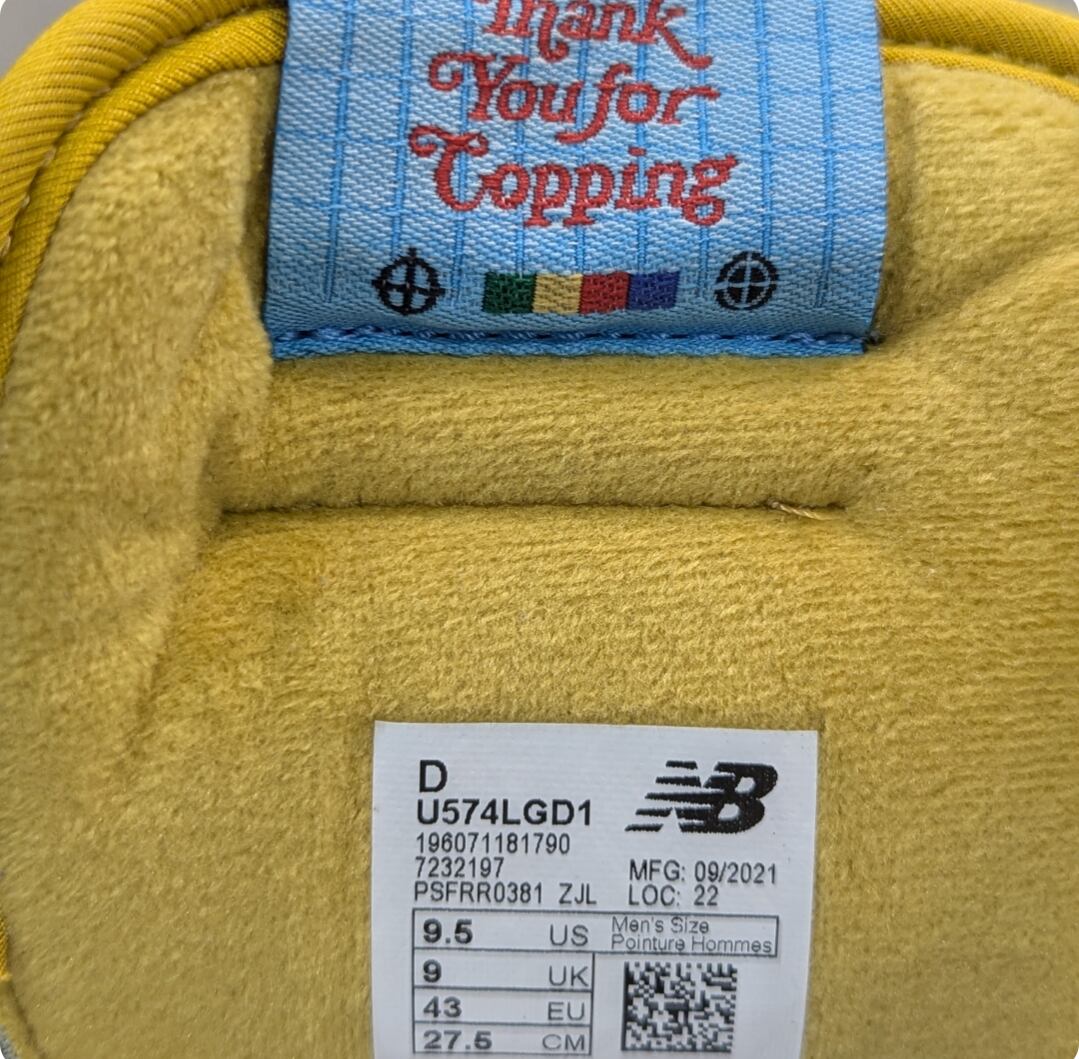 Thank
You for
Copping
D
U574LGD1
NB
196071181790
7232197
MFG: 09/2021
PSFRR0381 ZJL
LOC: 22
9.5 US
Men's Size
Pointure Hommes
9 UK
43 EU
27.5 CM